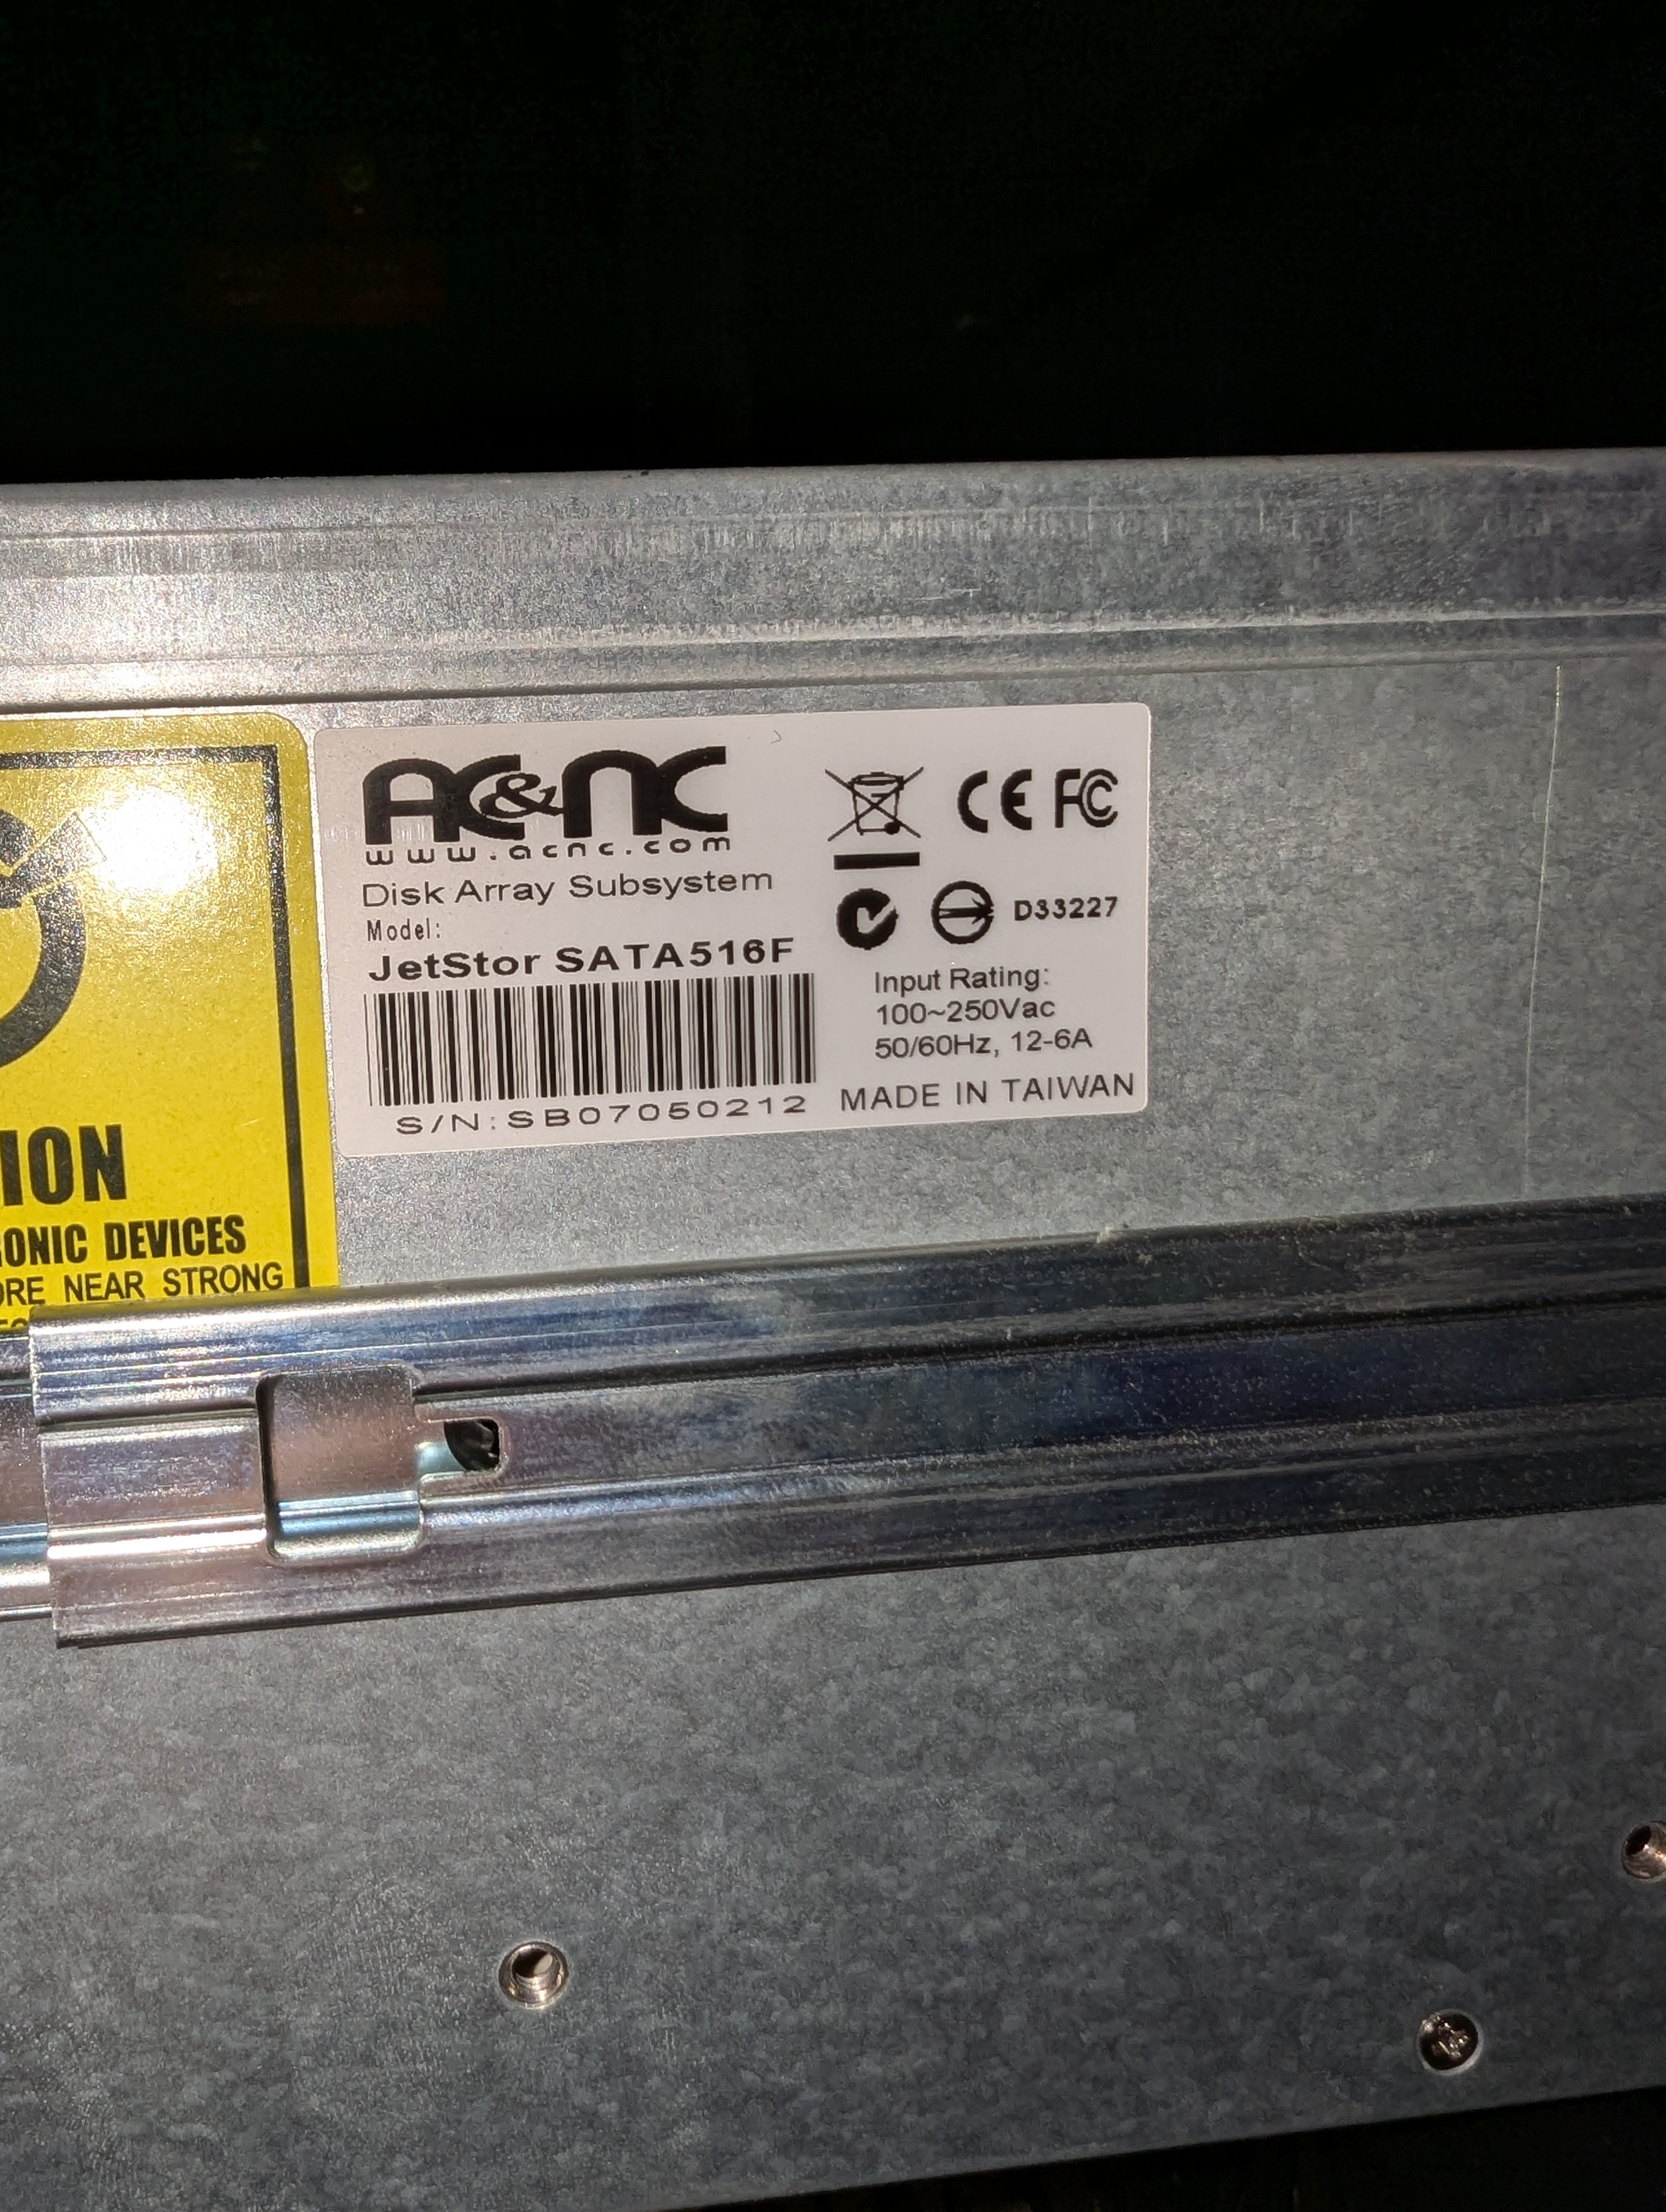 AC&NC
www.acnc.com
Disk Array Subsystem
Model:
JetStor SATA516F
S/N:SB07050212
CE FC
D33227
Input Rating:
100~250Vac
50/60Hz, 12-6A
MADE IN TAIWAN
ION
ONIC DEVICES
ORE NEAR STRONG